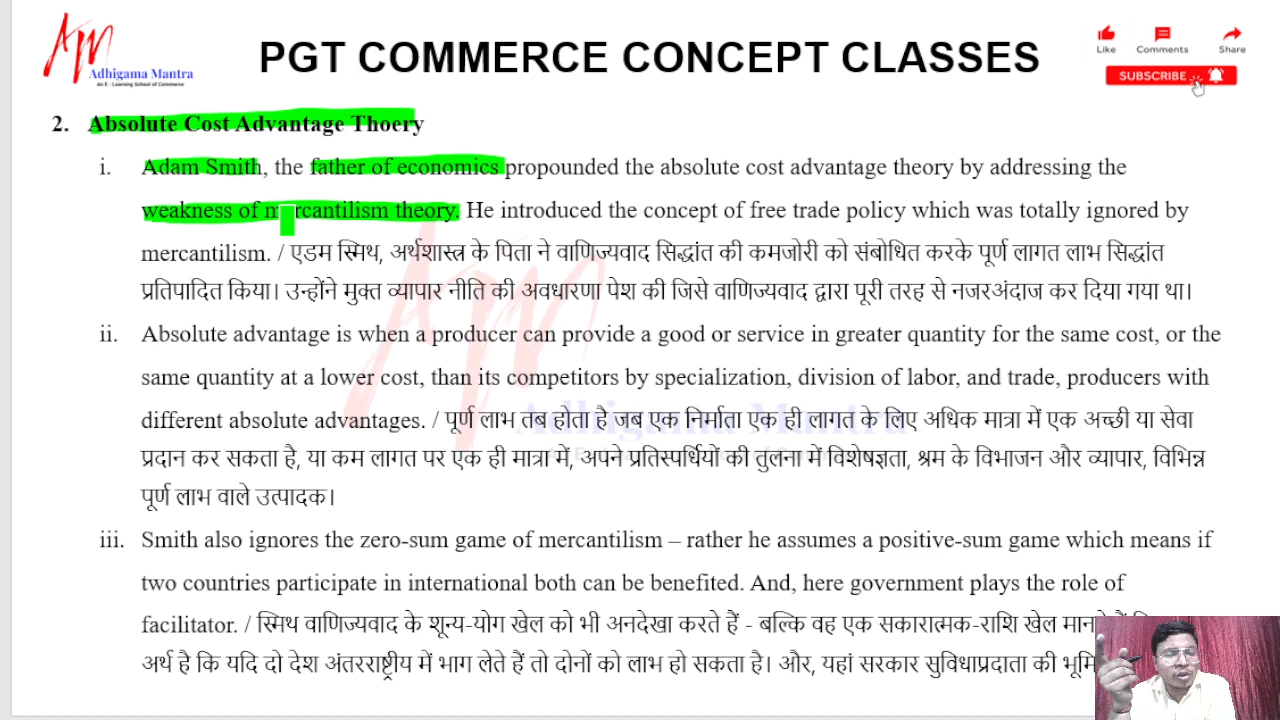 Adhigama Mantra
An E - Learning School of Commerce
PGT COMMERCE CONCEPT CLASSES
Like Comments Share
SUBSCRIBE
2. Absolute Cost Advantage Thoery
i. Adam Smith, the father of economics propounded the absolute cost advantage theory by addressing the
weakness of mercantilism theory. He introduced the concept of free trade policy which was totally ignored by
mercantilism. / एडम स्मिथ, अर्थशास्त्र के पिता ने वाणिज्यवाद सिद्धांत की कमजोरी को संबोधित करके पूर्ण लागत लाभ सिद्धांत
प्रतिपादित किया। उन्होंने मुक्त व्यापार नीति की अवधारणा पेश की जिसे वाणिज्यवाद द्वारा पूरी तरह से नजरअंदाज कर दिया गया था।
ii. Absolute advantage is when a producer can provide a good or service in greater quantity for the same cost, or the
same quantity at a lower cost, than its competitors by specialization, division of labor, and trade, producers with
different absolute advantages. / पूर्ण लाभ तब होता है जब एक निर्माता एक ही लागत के लिए अधिक मात्रा में एक अच्छी या सेवा
प्रदान कर सकता है, या कम लागत पर एक ही मात्रा में, अपने प्रतिस्पर्धियों की तुलना में विशेषज्ञता, श्रम के विभाजन और व्यापार, विभिन्न
पूर्ण लाभ वाले उत्पादक।
iii. Smith also ignores the zero-sum game of mercantilism – rather he assumes a positive-sum game which means if
two countries participate in international both can be benefited. And, here government plays the role of
facilitator. / स्मिथ वाणिज्यवाद के शून्य-योग खेल को भी अनदेखा करते हैं - बल्कि वह एक सकारात्मक-राशि खेल
अर्थ है कि यदि दो देश अंतरराष्ट्रीय में भाग लेते हैं तो दोनों को लाभ हो सकता है। और, यहां सरकार सुविधाप्रदाता की